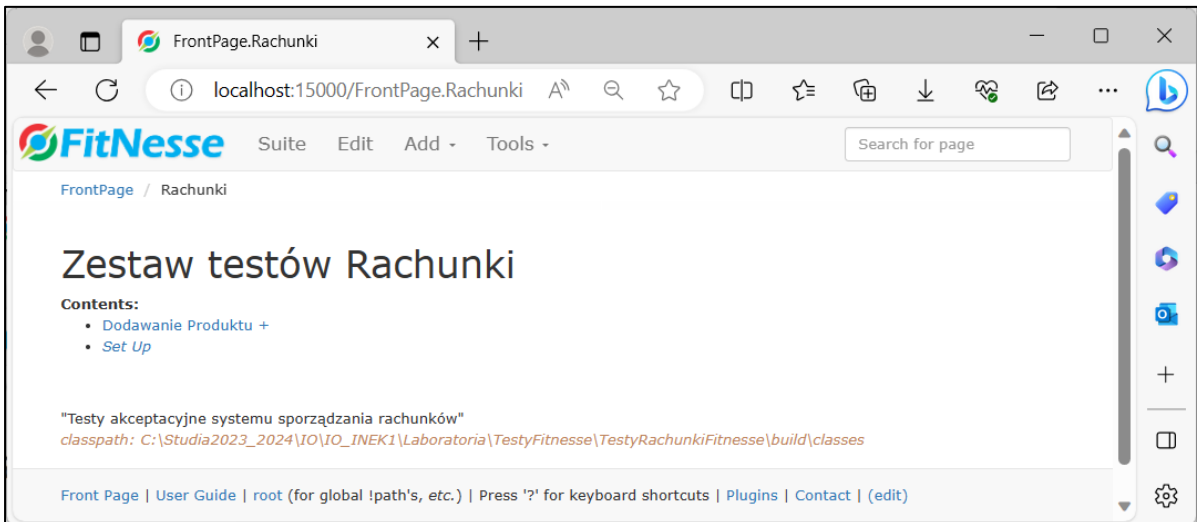 FrontPage.Rachunki
localhost:15000/FrontPage.Rachunki
FitNesse Suite Edit Add Tools Search for page
FrontPage / Rachunki
Zestaw testów Rachunki
Contents:
• Dodawanie Produktu +
• Set Up
"Testy akceptacyjne systemu sporządzania rachunków"
classpath: C:\Studia2023_2024\IO\IO_INEK1\Laboratoria\TestyFitnesse\TestyRachunkiFitnesse\build\classes
Front Page | User Guide | root (for global !path's, etc.) | Press '?' for keyboard shortcuts | Plugins | Contact | (edit)